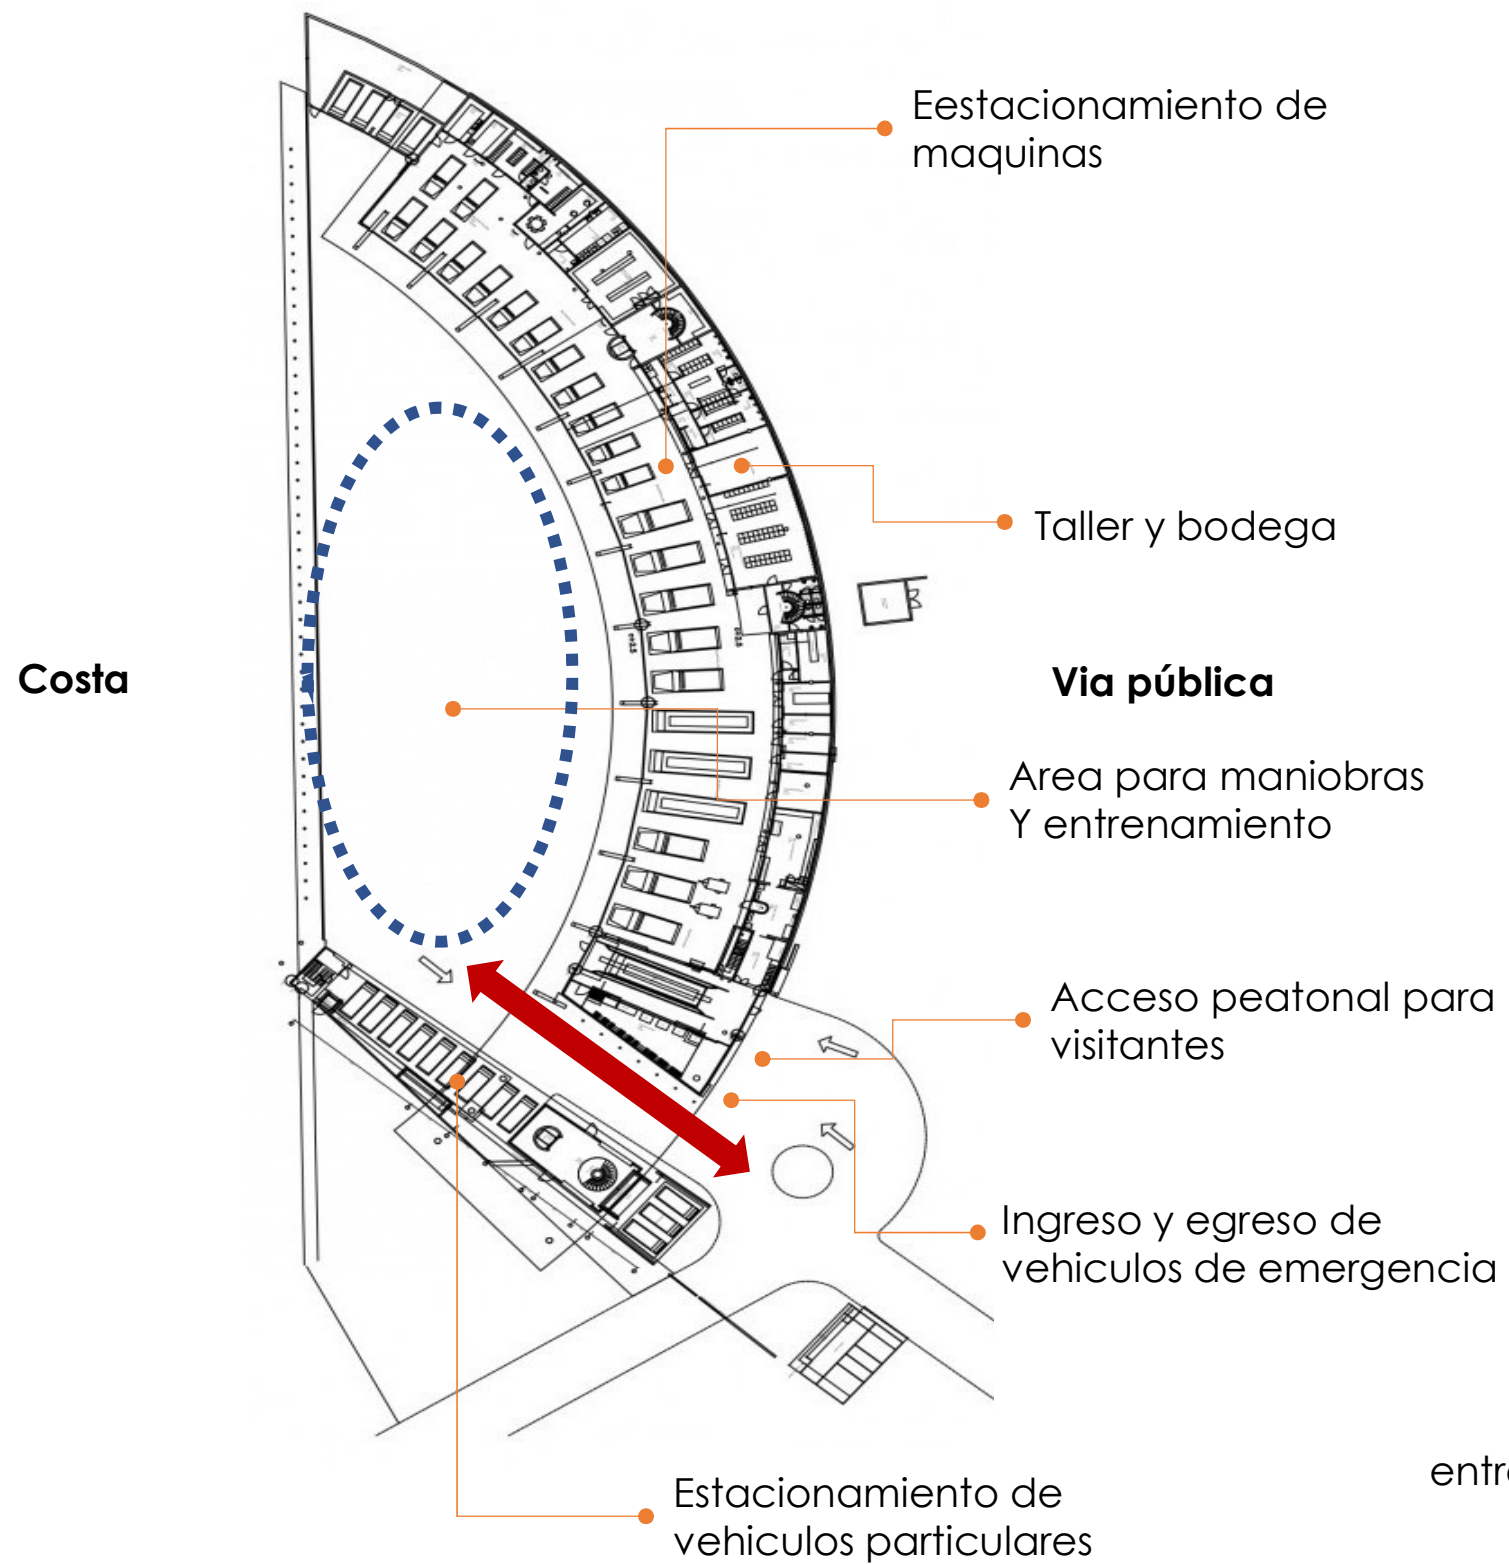 Eestacionamiento de
maquinas
Taller y bodega
Costa
Via pública
Area para maniobras
Y entrenamiento
Acceso peatonal para
visitantes
Ingreso y egreso de
vehiculos de emergencia
entr
Estacionamiento de
vehiculos particulares